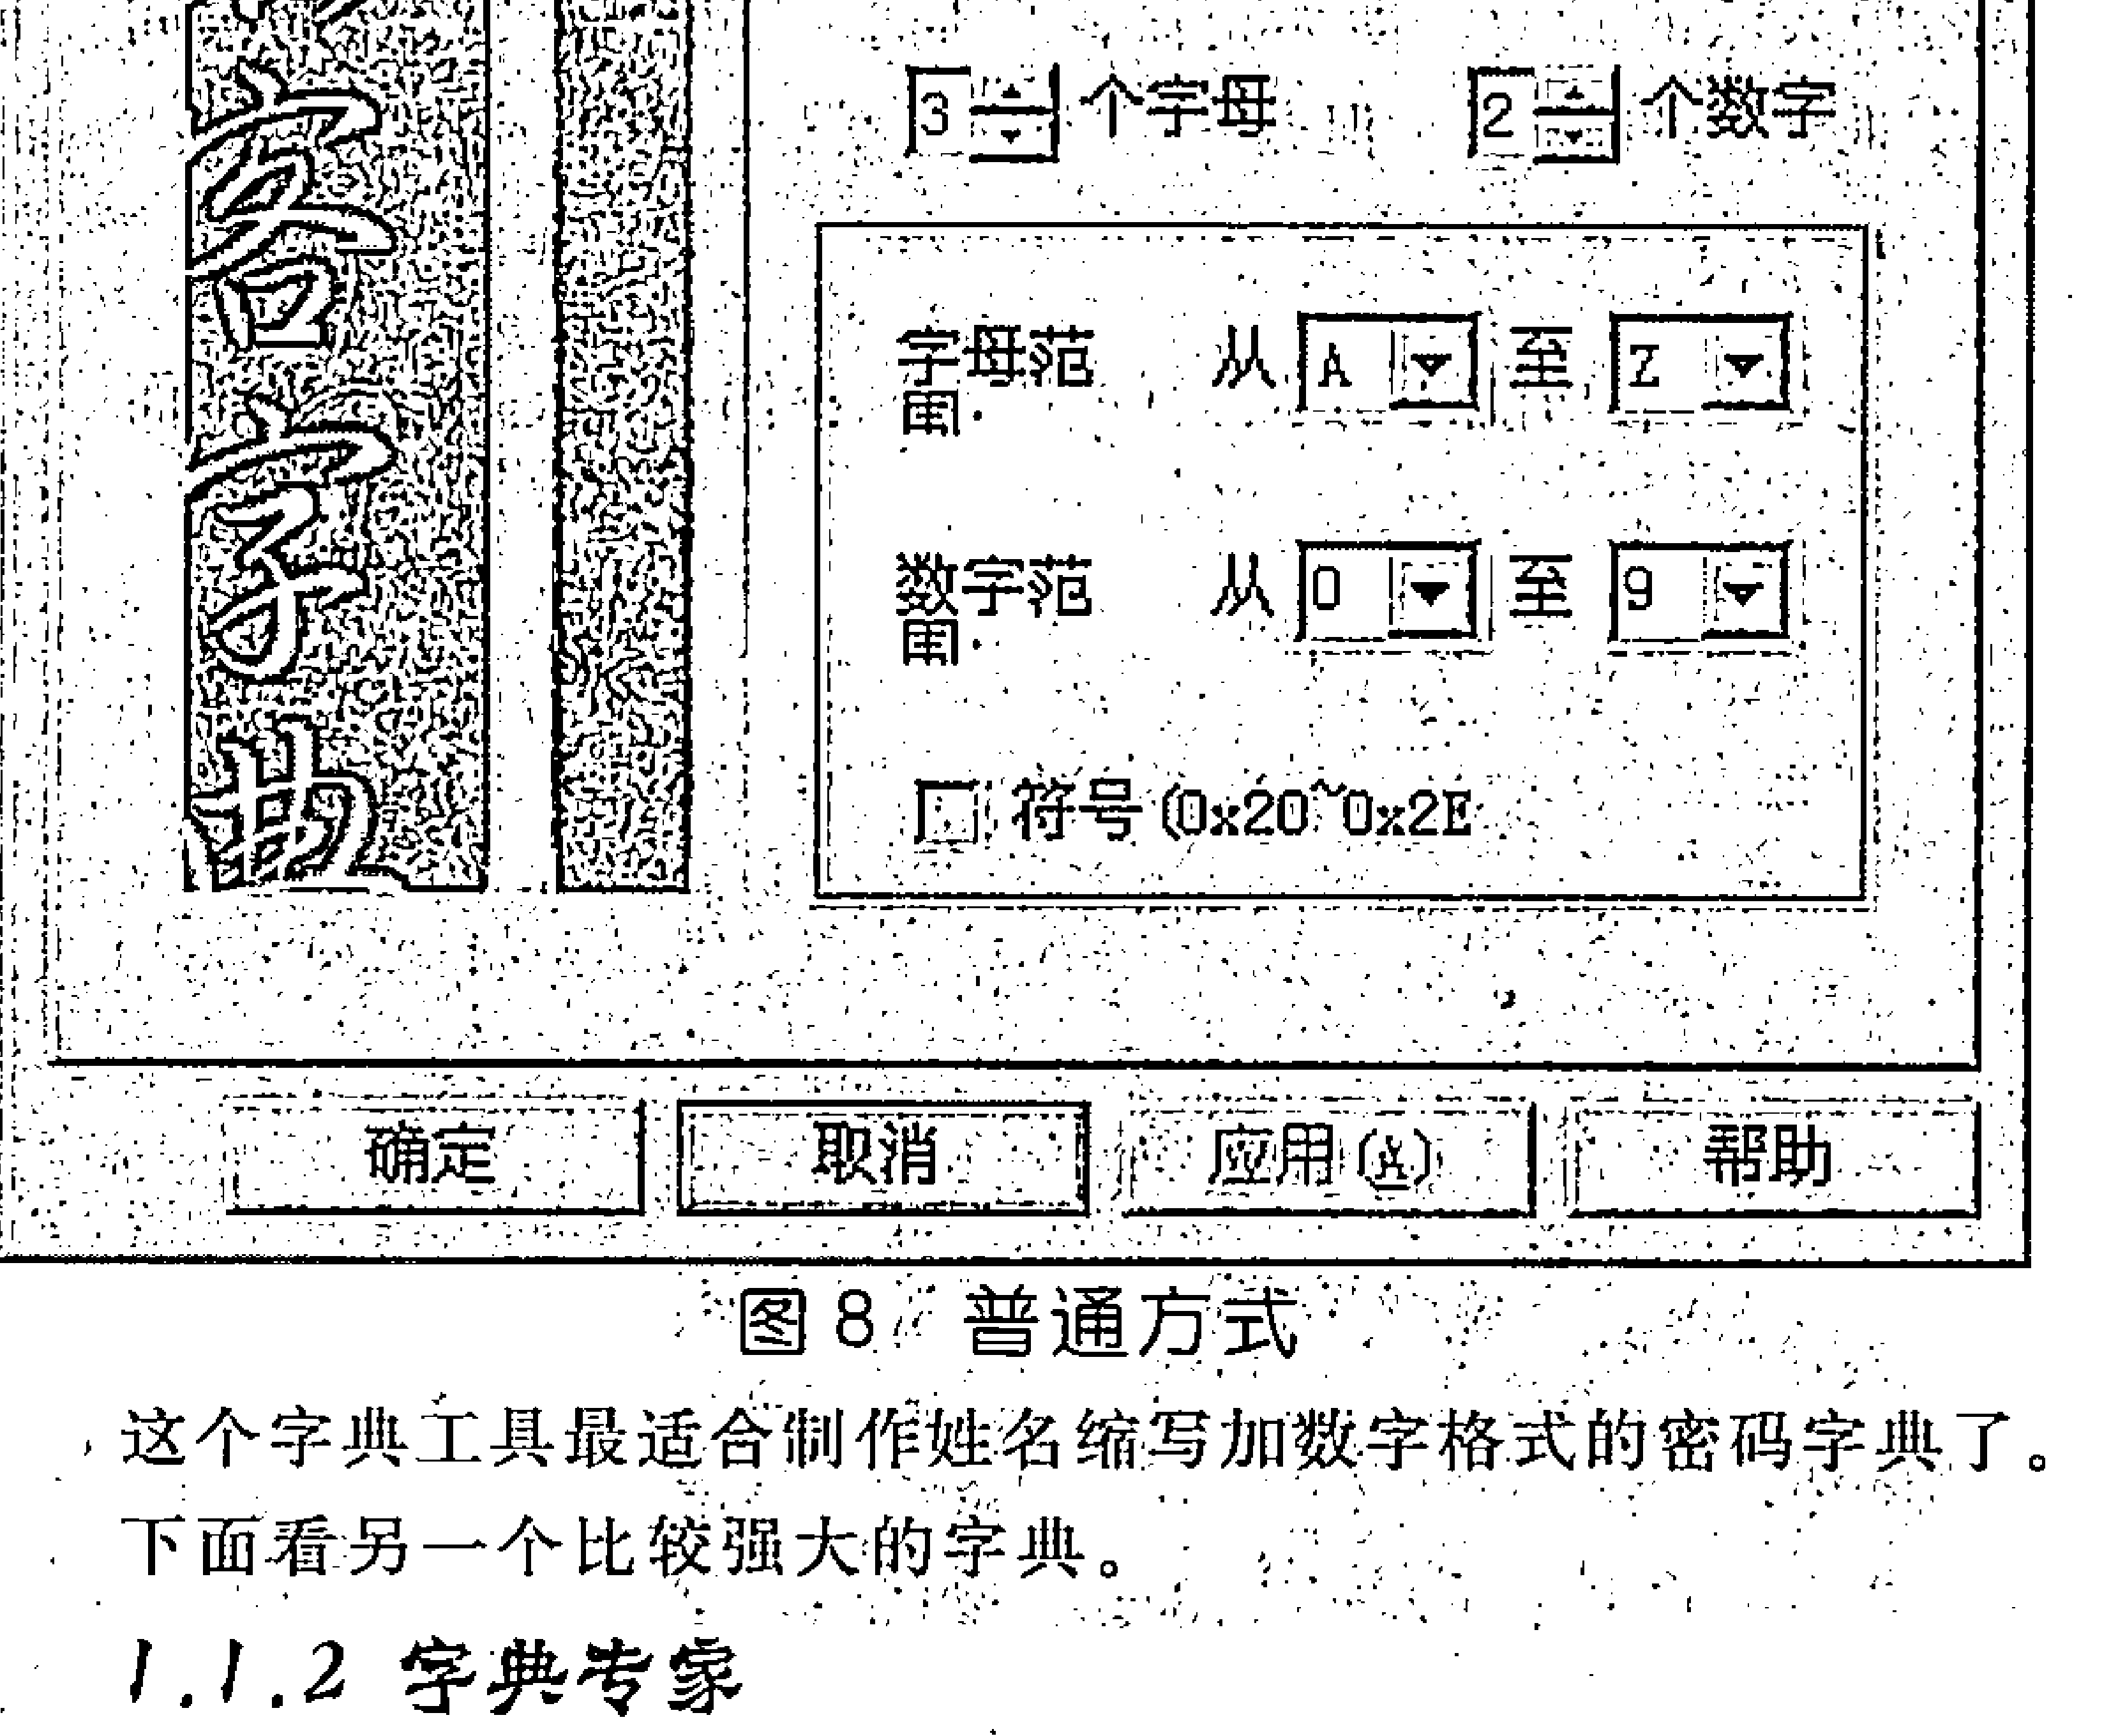 3 个字母 2 个数字
字母范 从 A 至 Z
围
数字范 从 0 至 9
围
符号(0x20~0x2E
确定 取消 应用(A) 帮助
图 8 普通方式
这个字典工具最适合制作姓名缩写加数字格式的密码字典了。
下面看另一个比较强大的字典。
1.1.2 字典专家